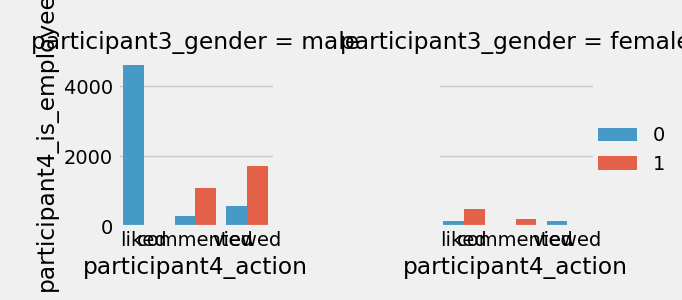 participant3_gender = male
participant3_gender = female
participant4_is_employee
4000
2000
0
liked
commented
viewed
participant4_action
liked
commented
viewed
participant4_action
0
1